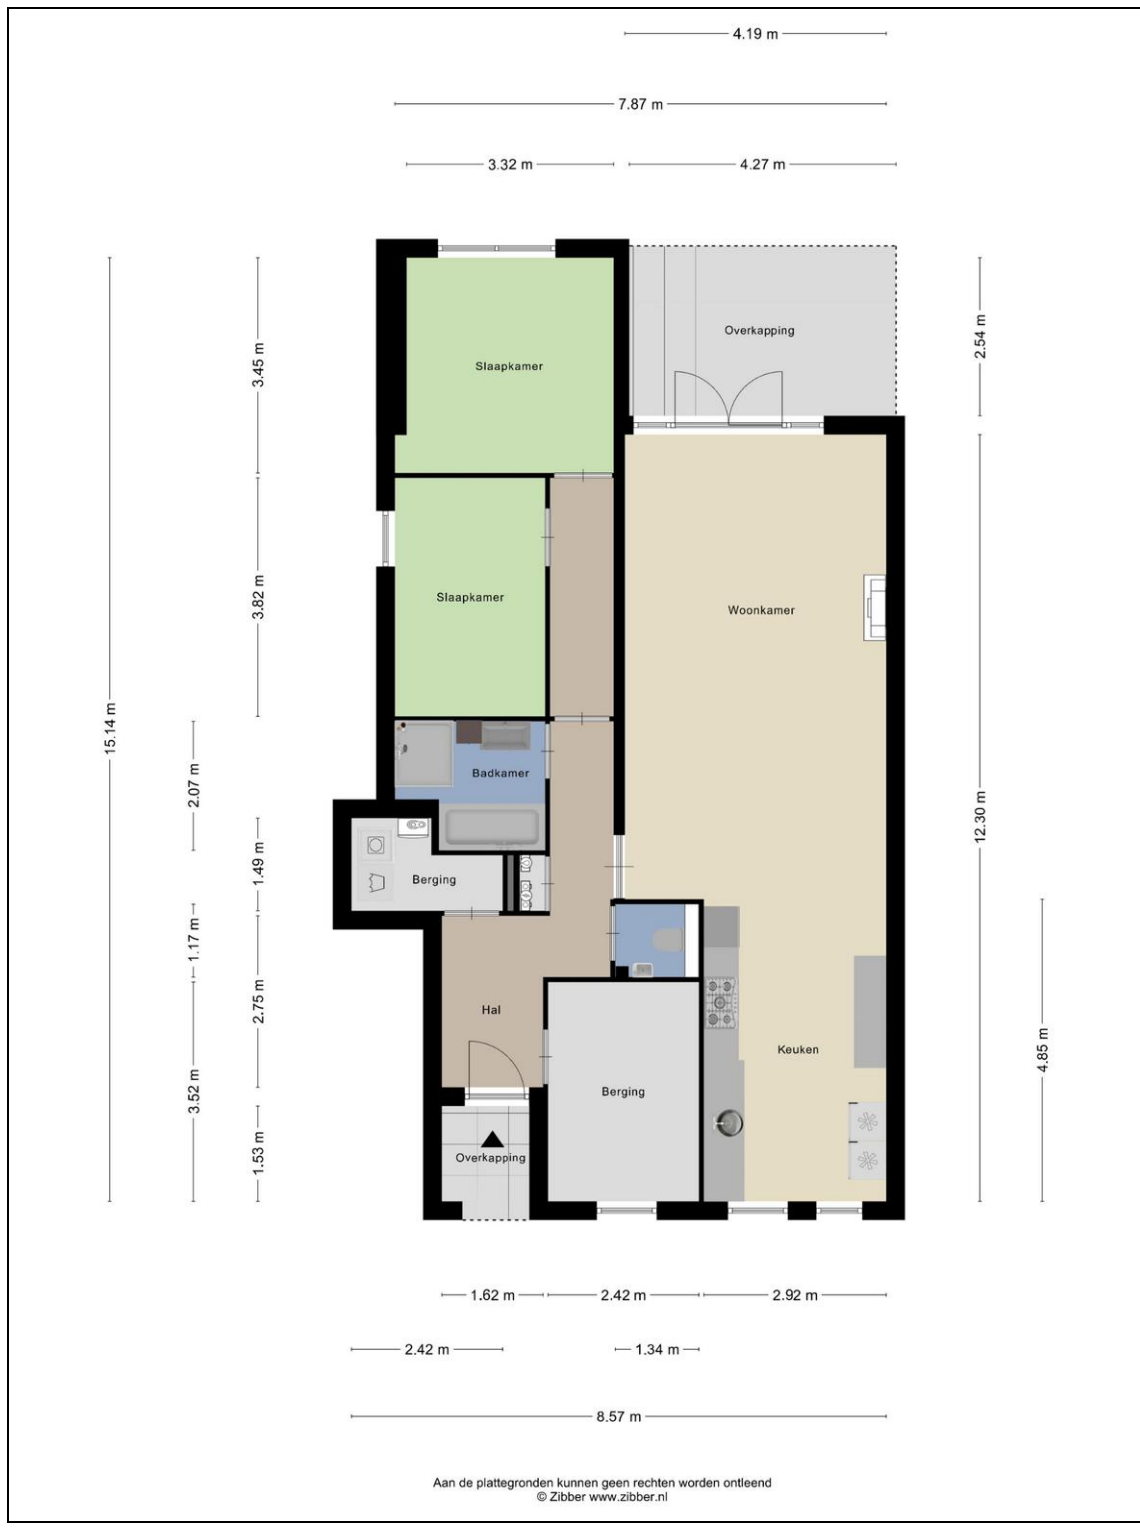 4.19 m
7.87 m
3.32 m
4.27 m
Overkapping
2.54 m
3.45 m
Slaapkamer
3.82 m
Slaapkamer
Woonkamer
15.14 m
2.07 m
Badkamer
12.30 m
1.49 m
Berging
1.17 m
2.75 m
Hal
Keuken
4.85 m
3.52 m
Berging
1.53 m
Overkapping
1.62 m
2.42 m
2.92 m
2.42 m
1.34 m
8.57 m
Aan de plattegronden kunnen geen rechten worden ontleend
© Zibber www.zibber.nl